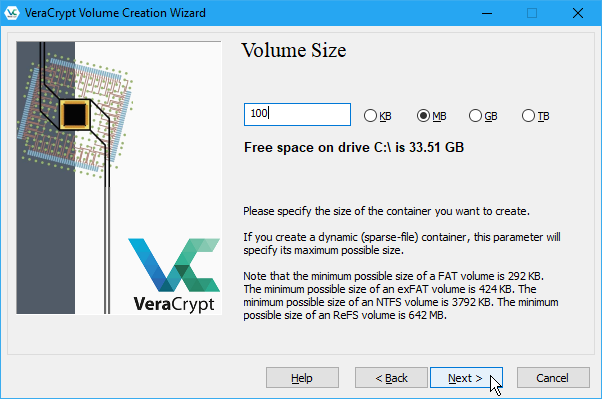 VeraCrypt Volume Creation Wizard
Volume Size
100 KB MB GB TB
Free space on drive C:\ is 33.51 GB
Please specify the size of the container you want to create.
If you create a dynamic (sparse-file) container, this parameter will
specify its maximum possible size.
Note that the minimum possible size of a FAT volume is 292 KB.
The minimum possible size of an exFAT volume is 424 KB. The
minimum possible size of an NTFS volume is 3792 KB. The minimum
possible size of an ReFS volume is 642 MB.
VeraCrypt
Help < Back Next > Cancel